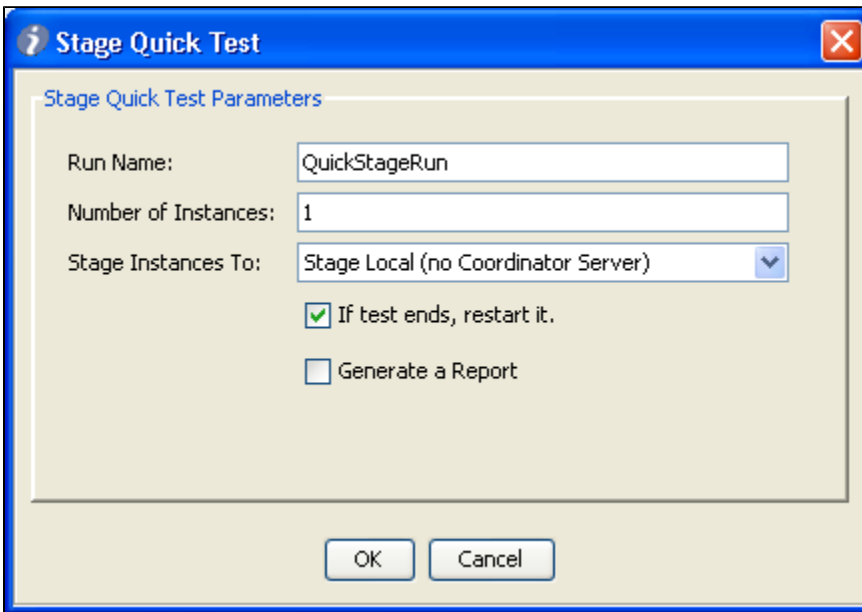 Stage Quick Test
Stage Quick Test Parameters
Run Name: QuickStageRun
Number of Instances: 1
Stage Instances To: Stage Local (no Coordinator Server)
If test ends, restart it.
Generate a Report
OK Cancel